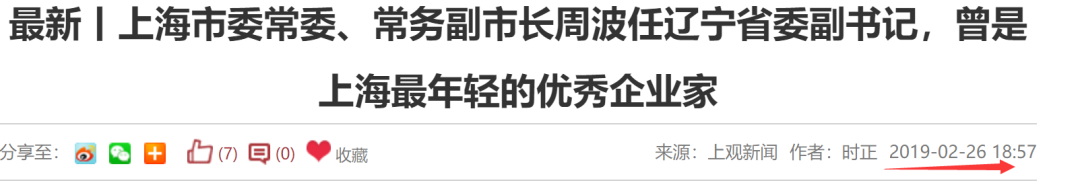 最新丨上海市委常委、常务副市长周波任辽宁省委副书记，曾是
上海最年轻的优秀企业家
分享至： (7) (0) 收藏 来源：上观新闻 作者：时正 2019-02-26 18:57